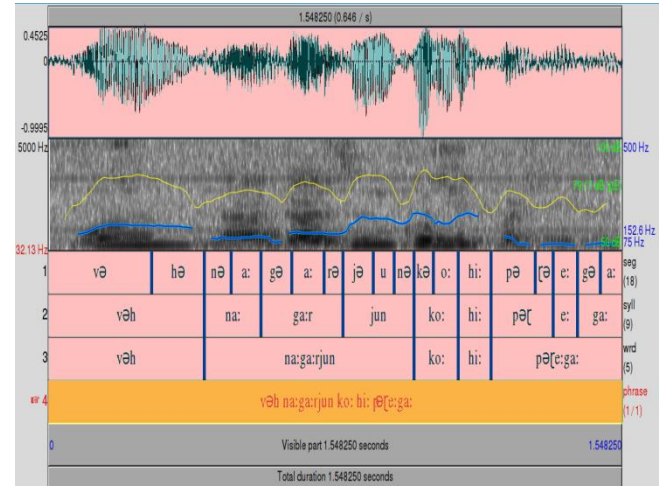 1.548250 (0.646 / s)
0.4525
0
-0.9995
5000 Hz
500 Hz
152.6 Hz
75 Hz
32.13 Hz
1 və hə nə a: gə a: rə jə u nə kə o: hi: pə ɽə e: gə a: seg (18)
2 vəh na: ga:r jun ko: hi: pəɽ e: ga: syll (9)
3 vəh na:ga:rjun ko: hi: pəɽe:ga: wrd (5)
4 vəh na:ga:rjun ko: hi: pəɽe:ga: phrase (1/1)
0 Visible part 1.548250 seconds 1.548250
Total duration 1.548250 seconds